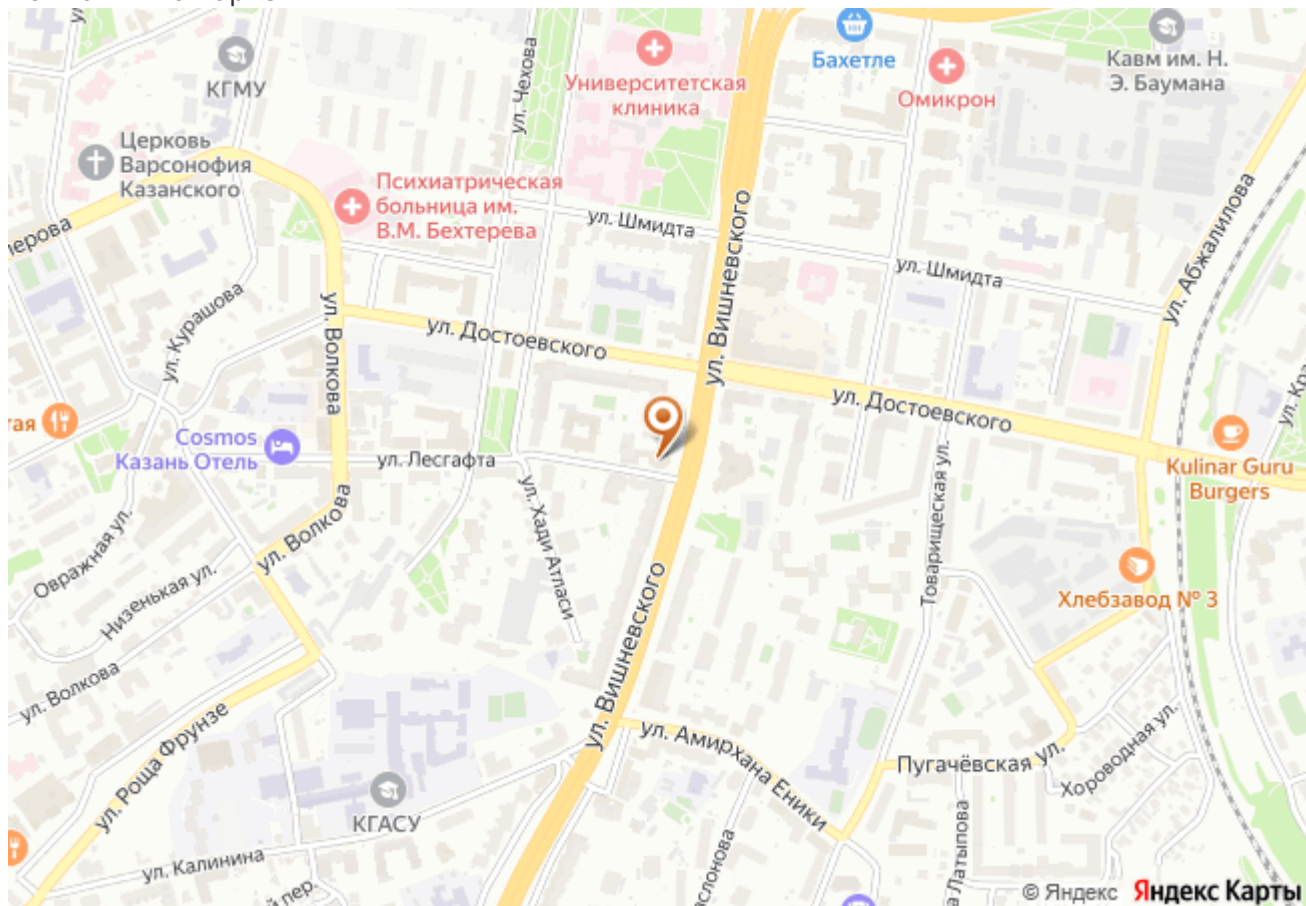 КГМУ
ул. Чехова
Университетская
клиника
Бахетле
Омикрон
Кавм им. Н.
Э. Баумана
Церковь
Варсонофия
Казанского
Психиатрическая
больница им.
В.М. Бехтерева
ул. Шмидта
ул. Шмидта
ул. Абжалилова
ул. Курашова
ул. Волкова
ул. Достоевского
ул. Вишневского
ул. Достоевского
Cosmos
Казань Отель
ул. Лесгафта
Kulinar Guru
Burgers
ул. Волкова
ул. Хади Атласи
Товарищеская ул.
Овражная ул.
Низенькая ул.
Хлебзавод № 3
ул. Волкова
ул. Вишневского
ул. Роща Фрунзе
ул. Амирхана Еники
Пугачёвская ул.
Хороводная ул.
КГАСУ
ул. Калинина
пер.
Латыпова
© Яндекс Яндекс Карты